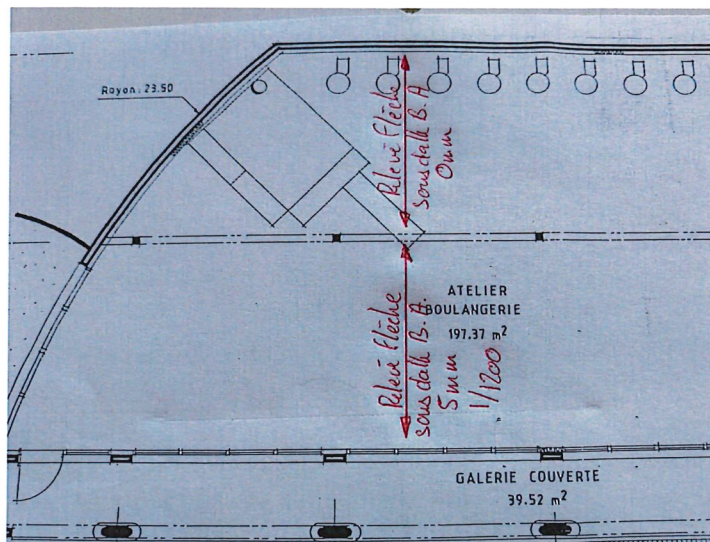 Rayon: 23.50
Relevé flèche
sous dalle B.A
0mm
ATELIER
BOULANGERIE
197.37 m²
Relevé flèche
sous dalle B.A.
5mm
1/1200
GALERIE COUVERTE
39.52 m²